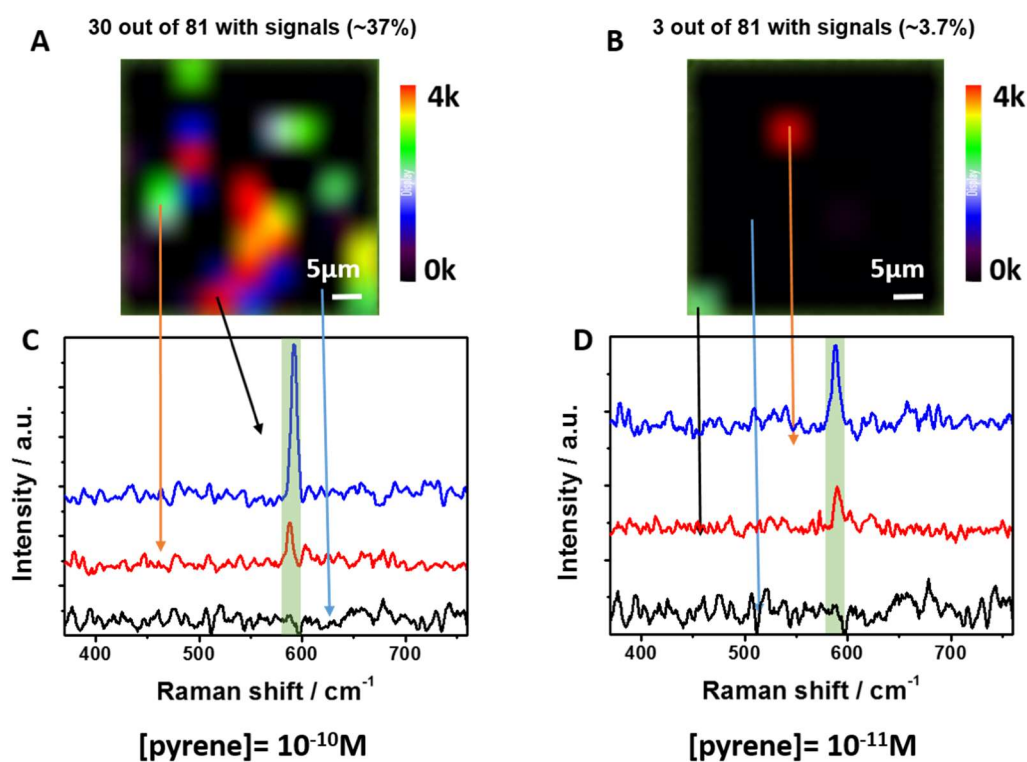 A
30 out of 81 with signals (~37%)
4k
Display
0k
5μm
B
3 out of 81 with signals (~3.7%)
4k
Display
0k
5μm
C
Intensity / a.u.
400 500 600 700
Raman shift / cm-1
[pyrene]= 10-10M
D
Intensity / a.u.
400 500 600 700
Raman shift / cm-1
[pyrene]= 10-11M